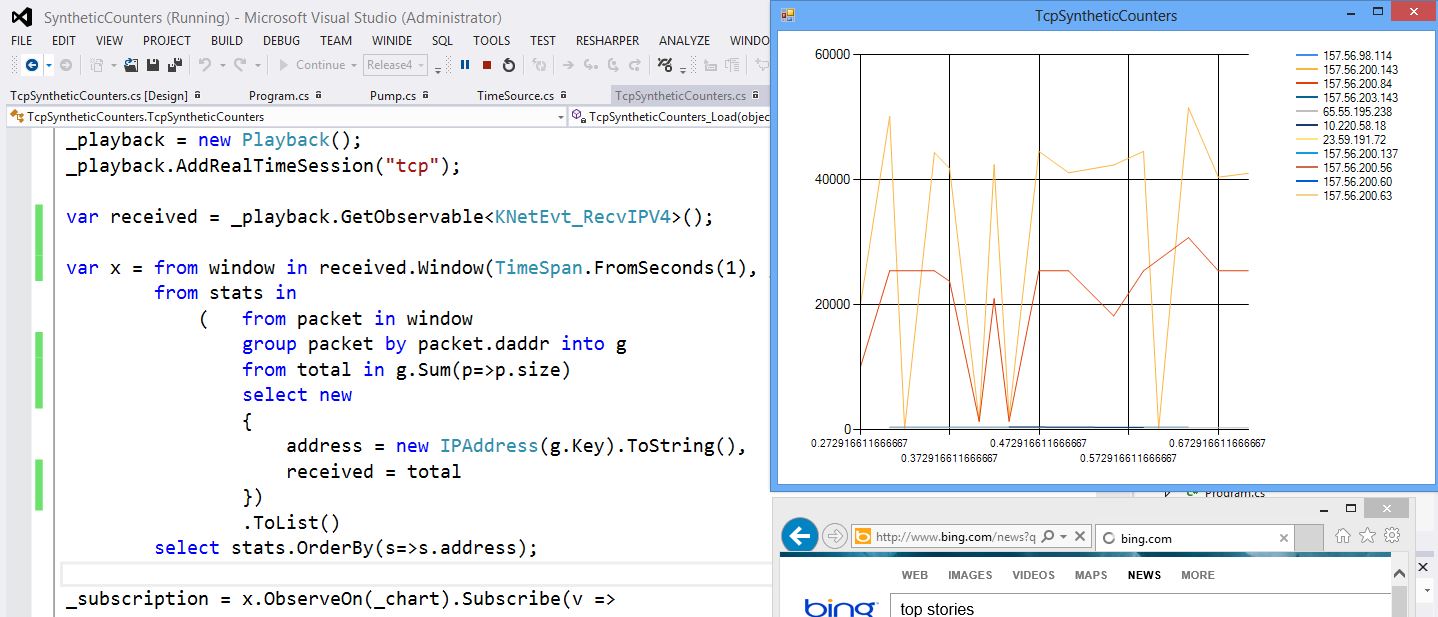 SyntheticCounters (Running) - Microsoft Visual Studio (Administrator)
FILE EDIT VIEW PROJECT BUILD DEBUG TEAM WINIDE SQL TOOLS TEST RESHARPER ANALYZE WINDO
Continue Release4
TcpSyntheticCounters.cs [Design] Program.cs Pump.cs TimeSource.cs TcpSyntheticCounters.cs
TcpSyntheticCounters.TcpSyntheticCounters TcpSyntheticCounters_Load(objec
_playback = new Playback();
_playback.AddRealTimeSession("tcp");
var received = _playback.GetObservable<KNetEvt_RecvIPV4>();
var x = from window in received.Window(TimeSpan.FromSeconds(1),
from stats in
( from packet in window
group packet by packet.daddr into g
from total in g.Sum(p=>p.size)
select new
{
address = new IPAddress(g.Key).ToString(),
received = total
})
.ToList()
select stats.OrderBy(s=>s.address);
_subscription = x.ObserveOn(_chart).Subscribe(v =>
TcpSyntheticCounters
60000
40000
20000
0
0.272916611666667
0.372916611666667
0.472916611666667
0.572916611666667
0.672916611666667
157.56.98.114
157.56.200.143
157.56.200.84
157.56.203.143
65.55.195.238
10.220.58.18
23.59.191.72
157.56.200.137
157.56.200.56
157.56.200.60
157.56.200.63
Program.cs
http://www.bing.com/news?q bing.com
WEB IMAGES VIDEOS MAPS NEWS MORE
bing top stories